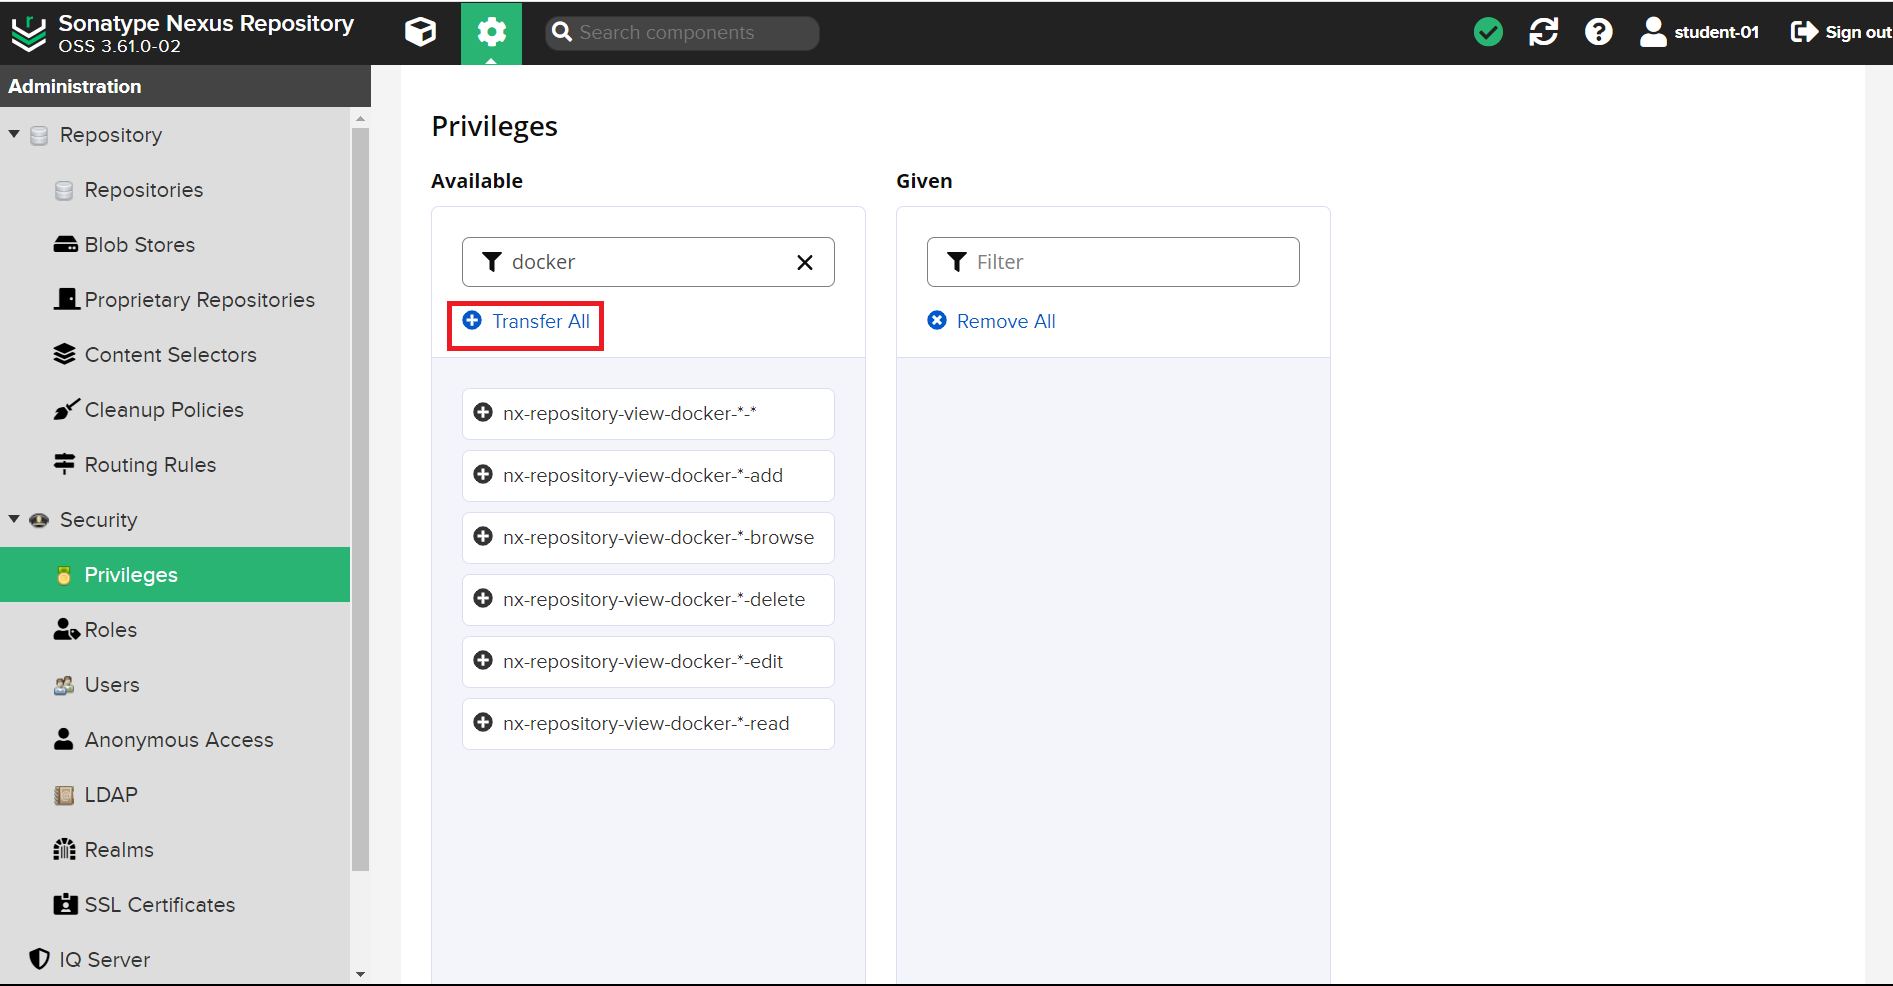 Sonatype Nexus Repository
OSS 3.61.0-02
Search components
student-01
Sign out
Administration
Repository
Repositories
Blob Stores
Proprietary Repositories
Content Selectors
Cleanup Policies
Routing Rules
Security
Privileges
Roles
Users
Anonymous Access
LDAP
Realms
SSL Certificates
IQ Server
Privileges
Available
docker
Transfer All
nx-repository-view-docker-*-*
nx-repository-view-docker-*-add
nx-repository-view-docker-*-browse
nx-repository-view-docker-*-delete
nx-repository-view-docker-*-edit
nx-repository-view-docker-*-read
Given
Filter
Remove All